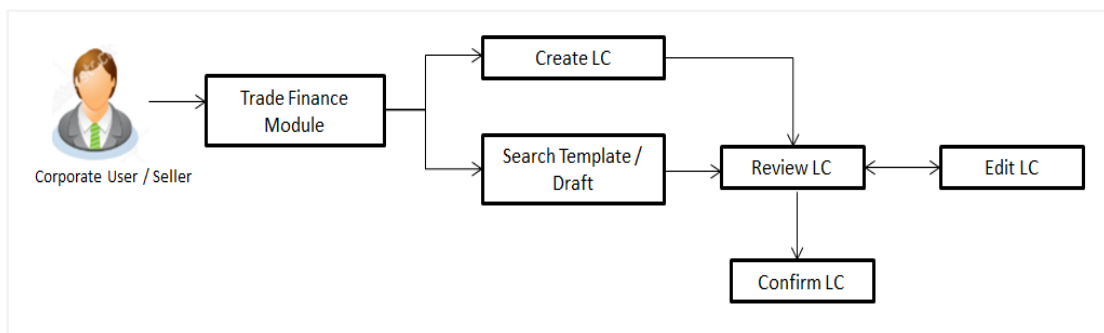 Create LC
Trade Finance
Module
Corporate User / Seller
Search Template /
Draft
Review LC
Edit LC
Confirm LC